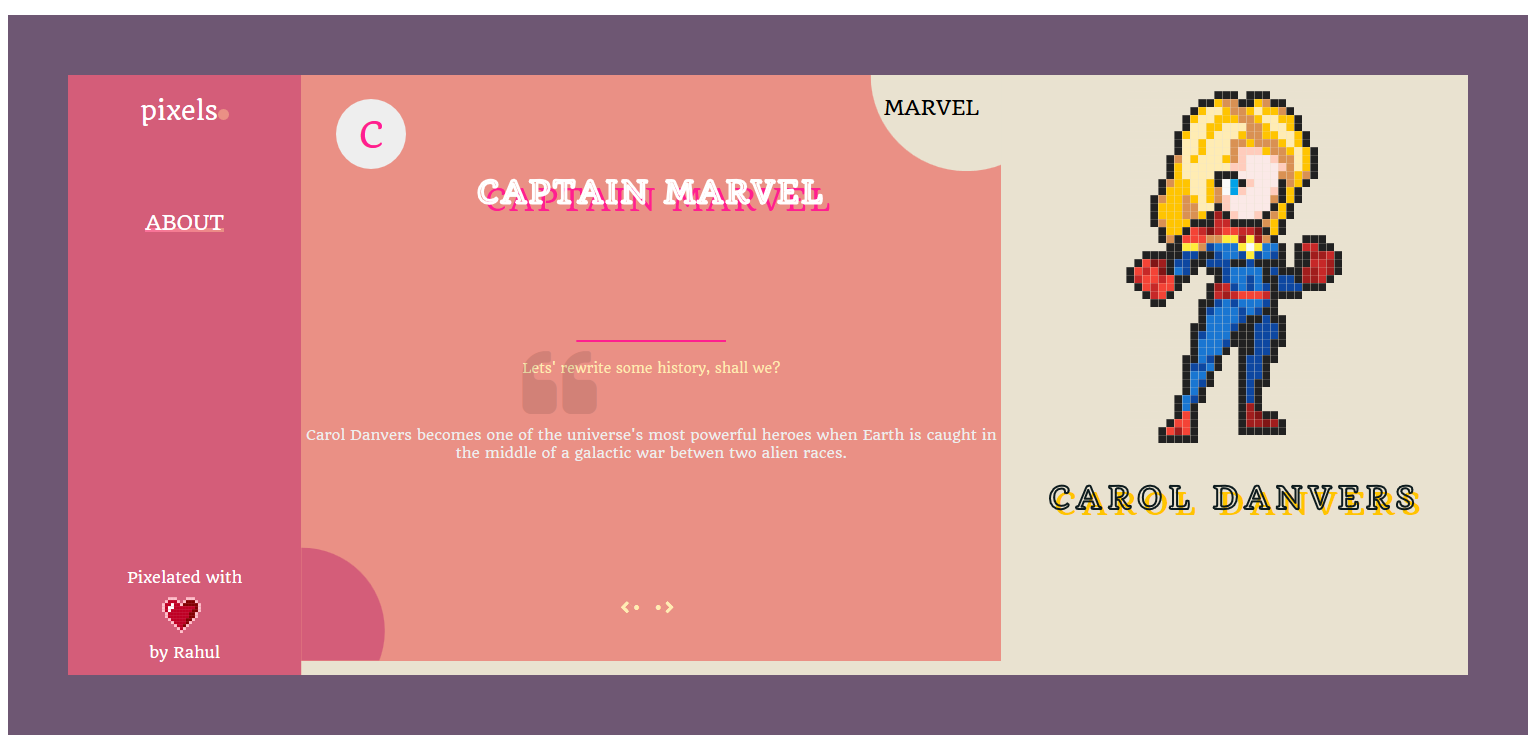 pixels.
ABOUT
Pixelated with
by Rahul
C
MARVEL
CAPTAIN MARVEL
Lets' rewrite some history, shall we?
Carol Danvers becomes one of the universe's most powerful heroes when Earth is caught in
the middle of a galactic war betwen two alien races.
CAROL DANVERS